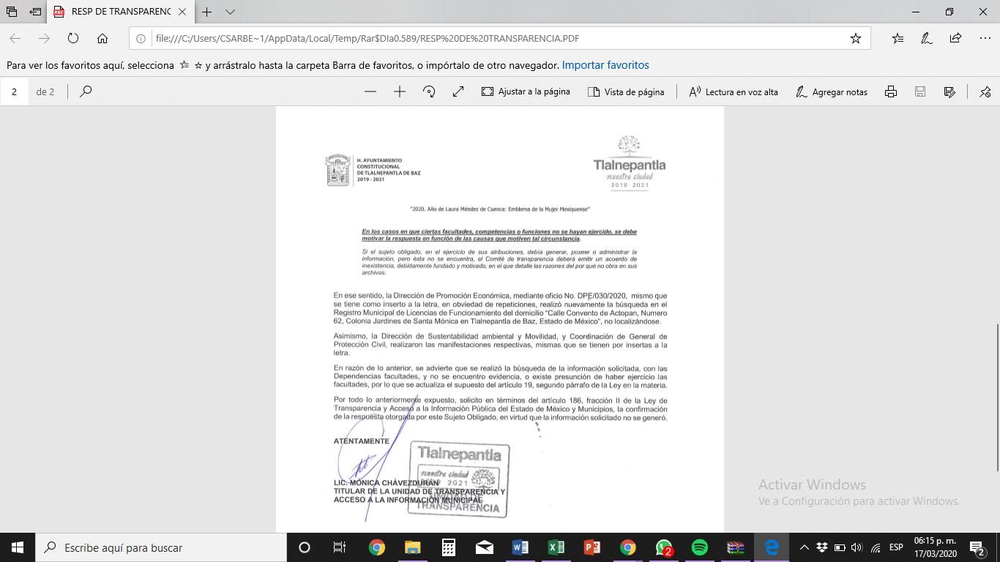 RESP DE TRANSPARENC
file:///C:/Users/CSARBE~1/AppData/Local/Temp/Rar$DIa0.589/RESP%20DE%20TRANSPARENCIA.PDF
Para ver los favoritos aquí, selecciona y arrástralo hasta la carpeta Barra de favoritos, o impórtalo de otro navegador. Importar favoritos
2 de 2 Ajustar a la página Vista de página Lectura en voz alta Agregar notas
H. AYUNTAMIENTO
CONSTITUCIONAL
DE TLALNEPANTLA DE BAZ
2019 - 2021
Tlalnepantla
nuestra ciudad
2019 2021
"2020. Año de Laura Méndez de Cuenca: Emblema de la Mujer Mexiquense"
En los casos en que ciertas facultades, competencias o funciones no se hayan ejercido, se debe
motivar la respuesta en función de las causas que motiven tal circunstancia.
Si el sujeto obligado, en el ejercicio de sus atribuciones, debía generar, poseer o administrar la
información, pero ésta no se encuentra, el Comité de transparencia deberá emitir un acuerdo de
inexistencia, debidamente fundado y motivado, en el que detalle las razones del por qué no obra en sus
archivos.
En ese sentido, la Dirección de Promoción Económica, mediante oficio No. DPE/030/2020, mismo que
se tiene como inserto a la letra, en obviedad de repeticiones, realizó nuevamente la búsqueda en el
Registro Municipal de Licencias de Funcionamiento del domicilio "Calle Convento de Actopan, Numero
62, Colonia Jardines de Santa Mónica en Tlalnepantla de Baz, Estado de México", no localizándose.
Asimismo, la Dirección de Sustentabilidad ambiental y Movilidad, y Coordinación de General de
Protección Civil, realizaron las manifestaciones respectivas, mismas que se tienen por insertas a la
letra.
En razón de lo anterior, se advierte que se realizó la búsqueda de la información solicitada, con las
Dependencias facultades, y no se encuentro evidencia, o existe presunción de haber ejercicio las
facultades, por lo que se actualiza el supuesto del artículo 19, segundo párrafo de la Ley en la materia.
Por todo lo anteriormente expuesto, solicito en términos del artículo 186, fracción II de la Ley de
Transparencia y Acceso a la Información Pública del Estado de México y Municipios, la confirmación
de la respuesta otorgada por este Sujeto Obligado, en virtud que la información solicitado no se generó.
ATENTAMENTE
Tlalnepantla
nuestra ciudad
2019 2021
UNIDAD DE
TRANSPARENCIA
LIC. MÓNICA CHÁVEZDURÁN
TITULAR DE LA UNIDAD DE TRANSPARENCIA Y
ACCESO A LA INFORMACIÓN MUNICIPAL
Activar Windows
Ve a Configuración para activar Windows.
Escribe aquí para buscar
2
ESP
06:15 p. m.
17/03/2020
2